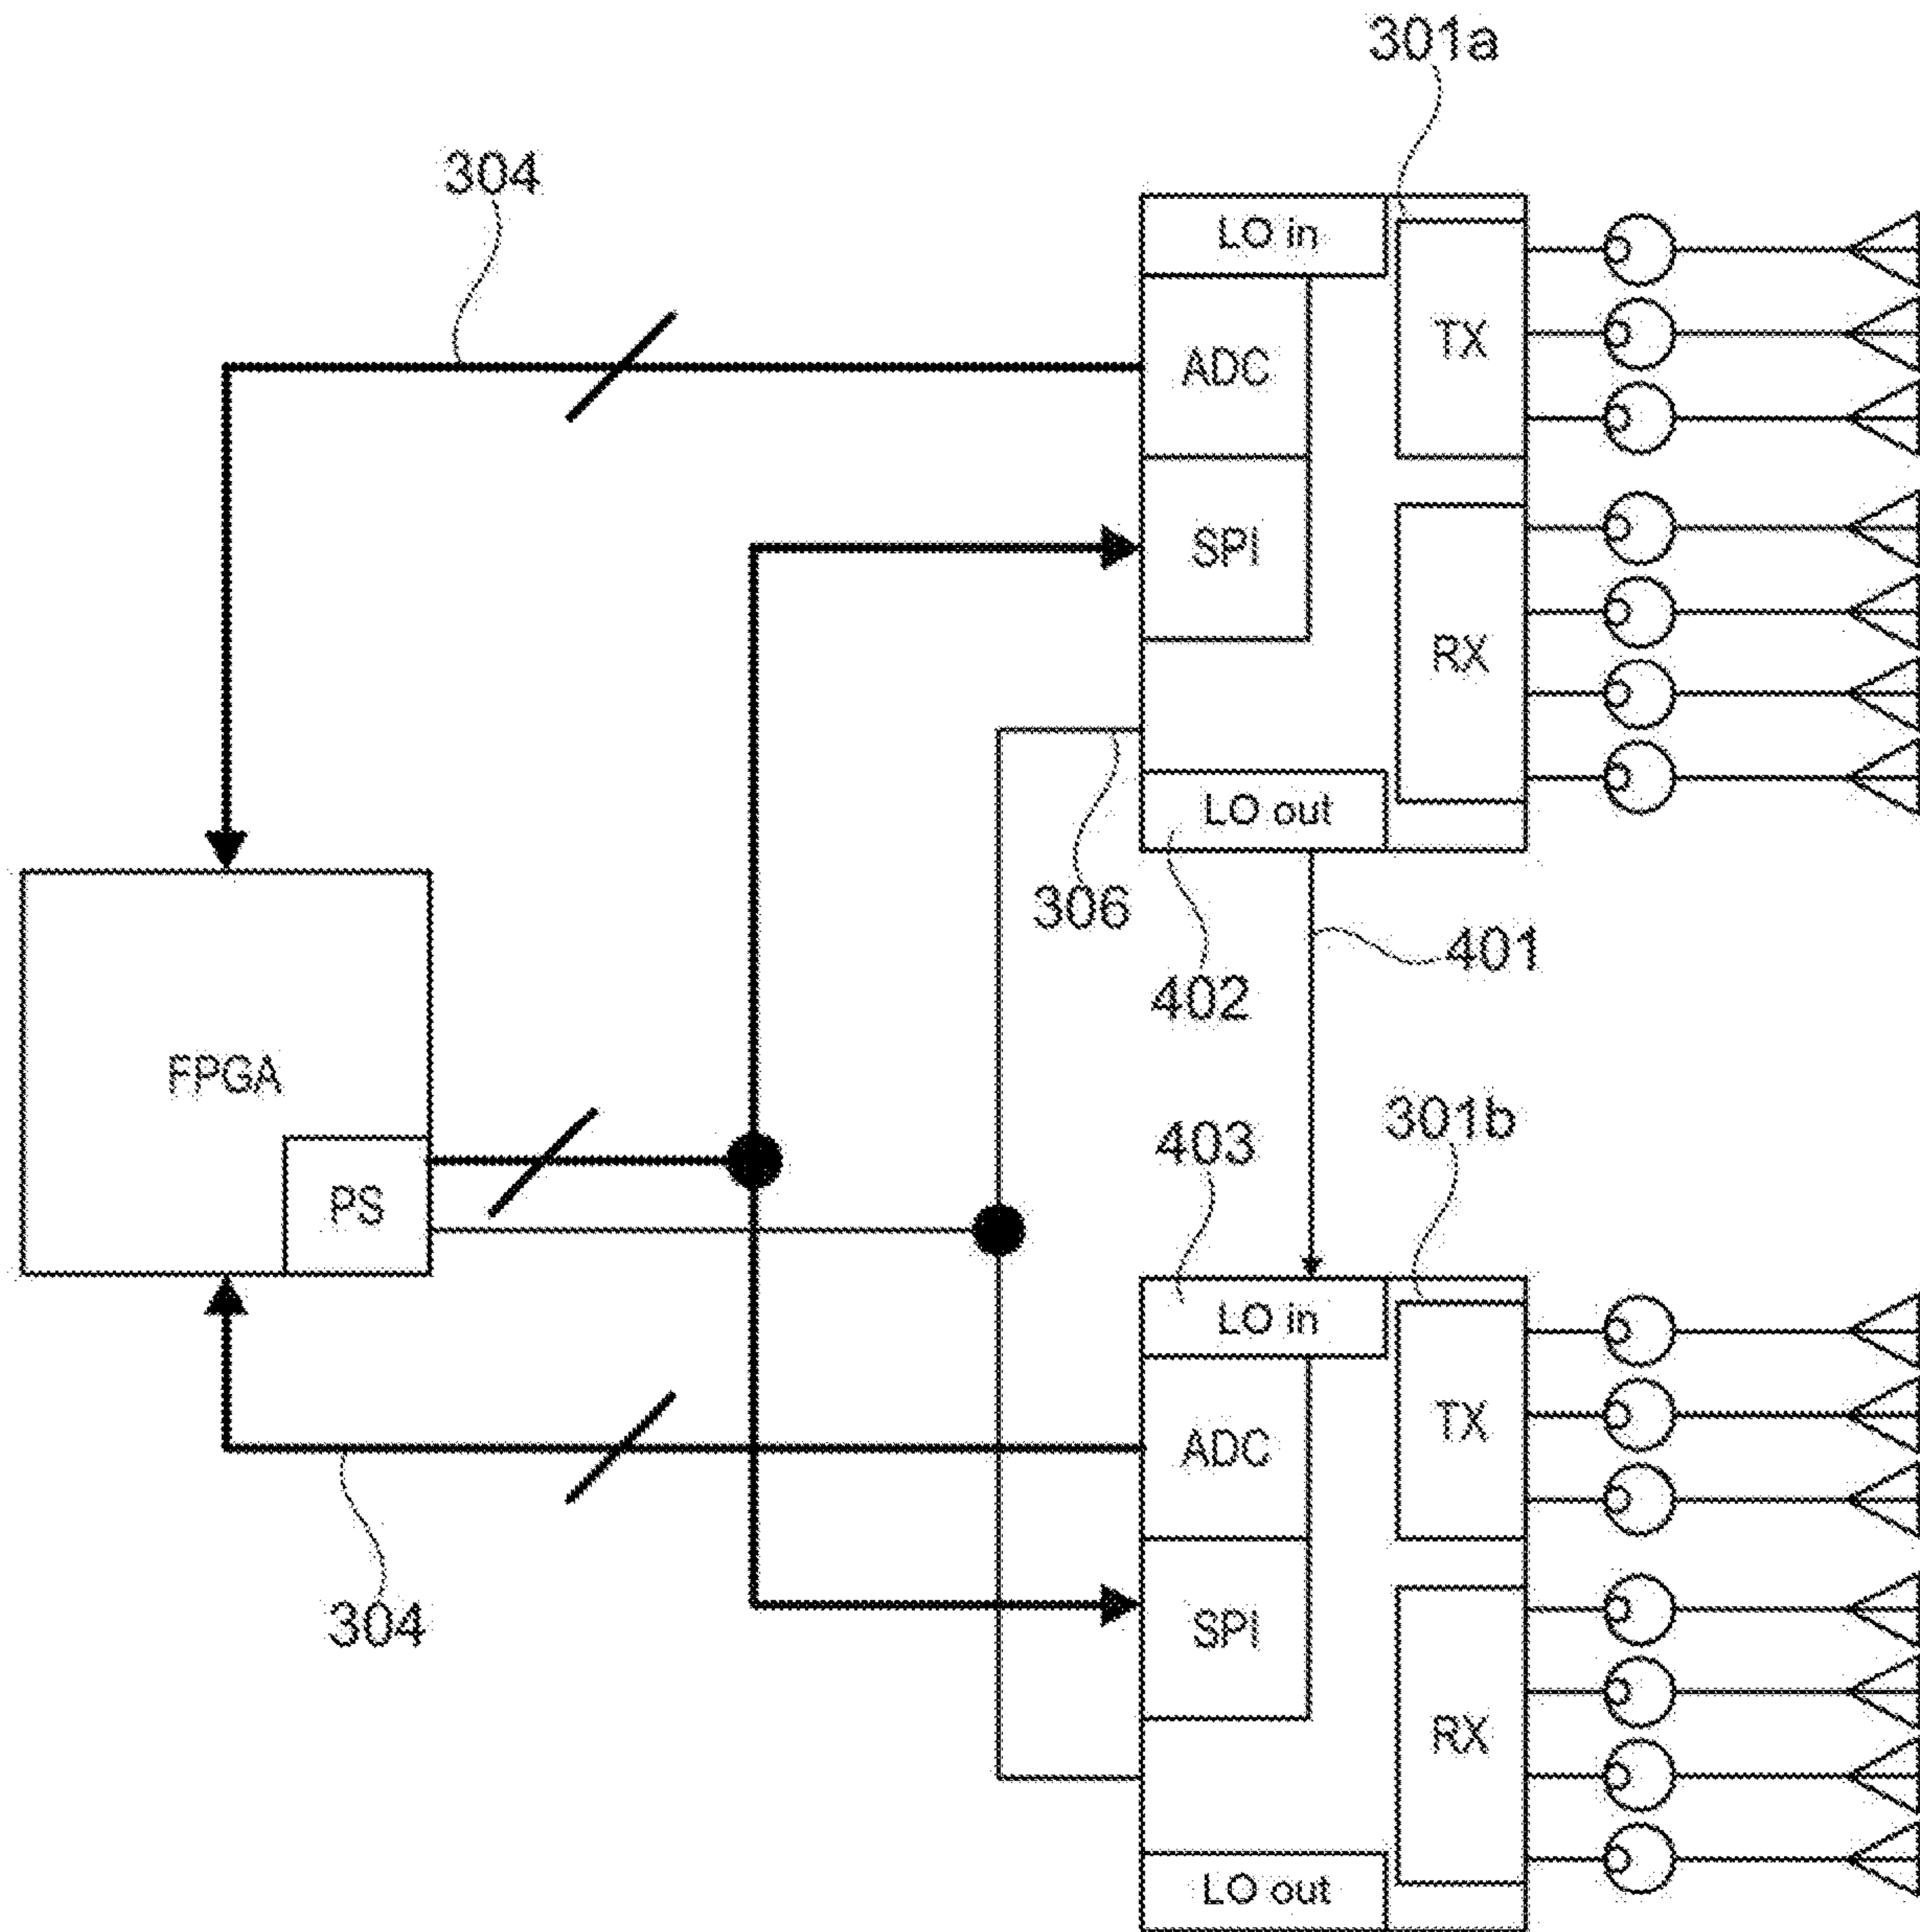 301a
304
LO in
TX
ADC
SPI
RX
LO out
306
401
402
FPGA
PS
403
301b
LO in
TX
ADC
SPI
RX
304
LO out